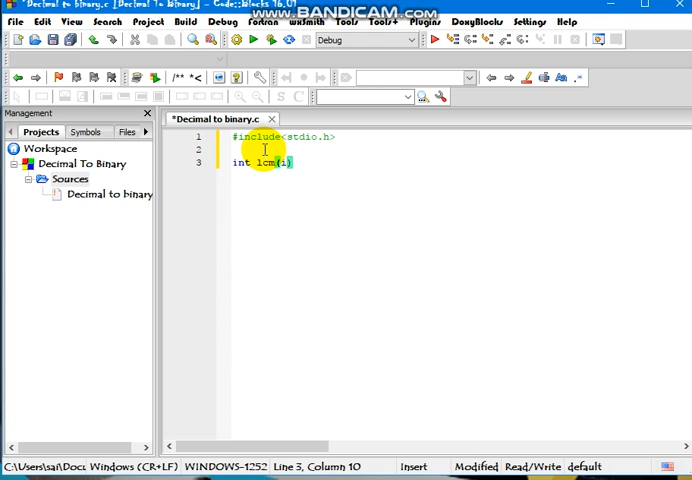 Decimal to binary.c [Decimal To Binary] - Code::Blocks 16.01
www.BANDICAM.com
File Edit View Search Project Build Debug Fortran wxSmith Tools Tools+ Plugins DoxyBlocks Settings Help
Debug
/** *<
S C
Management
Projects Symbols Files
Workspace
Decimal To Binary
Sources
Decimal to binary
*Decimal to binary.c
1 #include<stdio.h>
2
3 int lcm(i)
C:\Users\sai\Docu Windows (CR+LF) WINDOWS-1252 Line 3, Column 10 Insert Modified Read/Write default